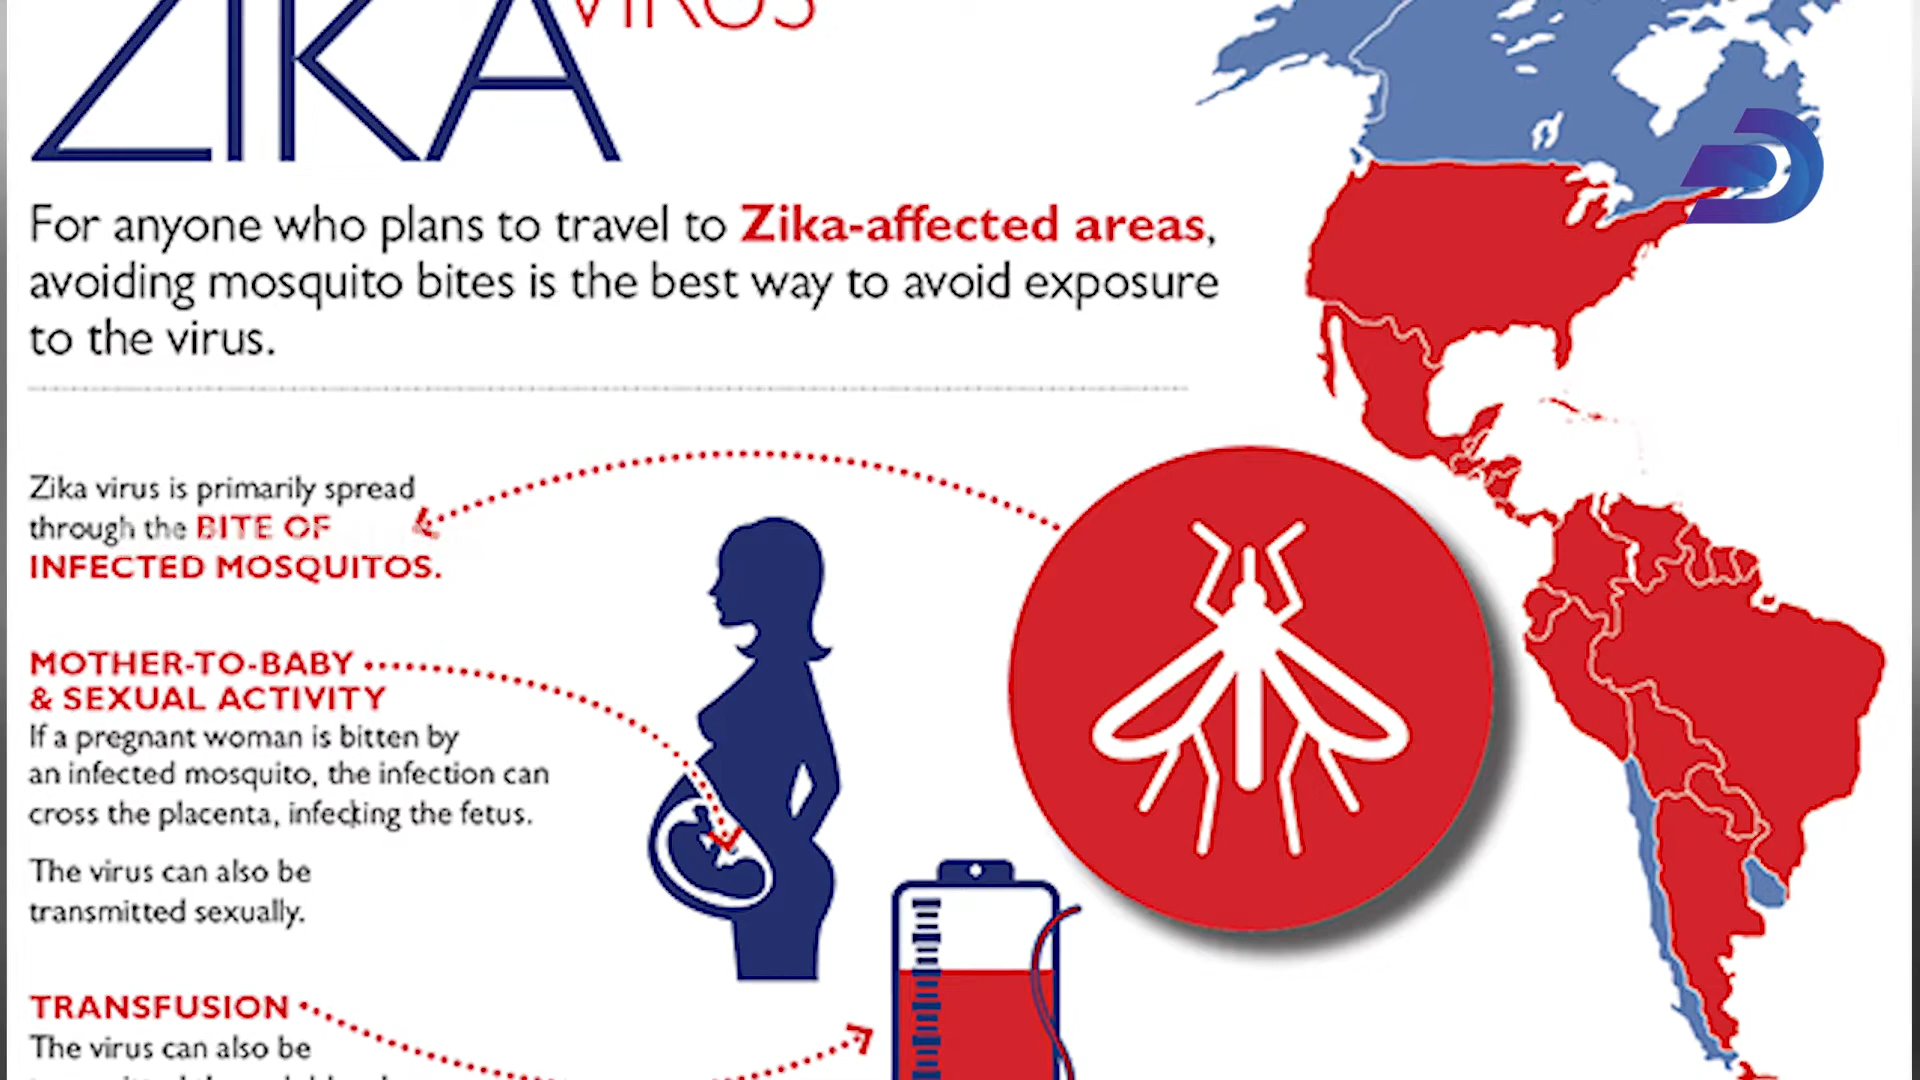 ZIKA VIRUS
For anyone who plans to travel to Zika-affected areas,
avoiding mosquito bites is the best way to avoid exposure
to the virus.
Zika virus is primarily spread
through the BITE OF
INFECTED MOSQUITOS.
MOTHER-TO-BABY
& SEXUAL ACTIVITY
If a pregnant woman is bitten by
an infected mosquito, the infection can
cross the placenta, infecting the fetus.
The virus can also be
transmitted sexually.
TRANSFUSION
The virus can also be